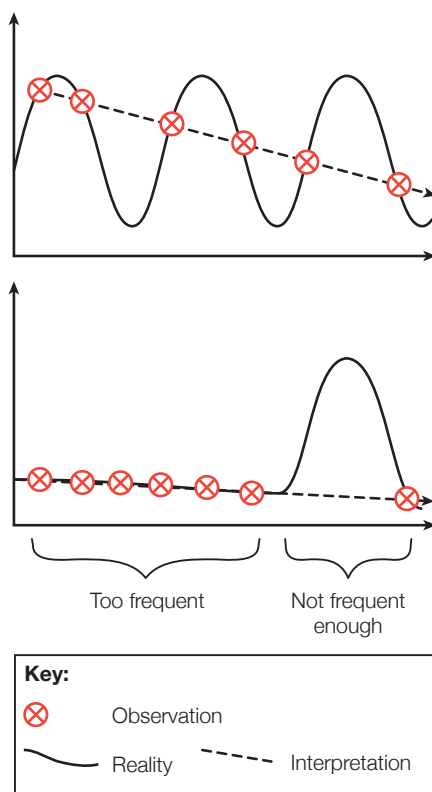 Too frequent
Not frequent
enough
Key:
Observation
Reality
Interpretation